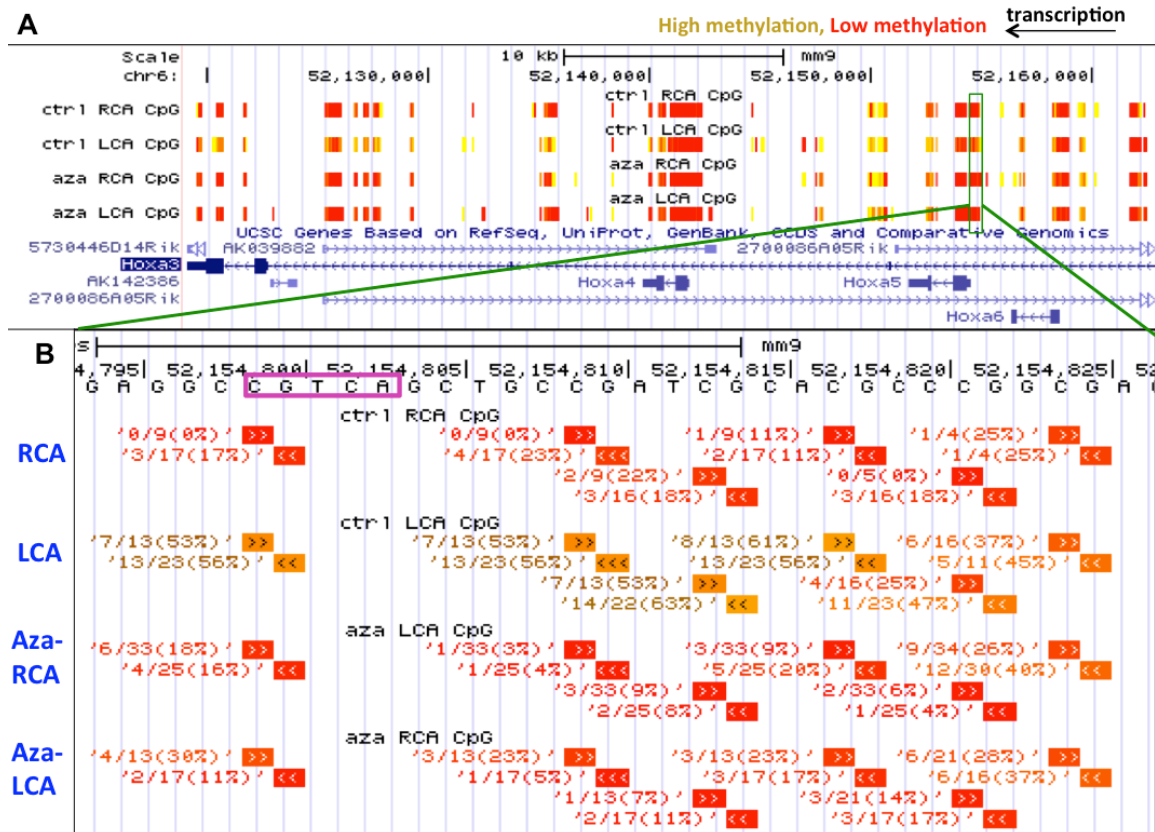 A
High methylation, Low methylation
transcription
Scale
10 kb
mm9
chr6:
52,130,000
52,140,000
52,150,000
52,160,000
ctrl RCA CpG
ctrl RCA CpG
ctrl LCA CpG
ctrl LCA CpG
aza RCA CpG
aza RCA CpG
aza LCA CpG
aza LCA CpG
UCSC Genes Based on RefSeq, UniProt, GenBank, CCDS and Comparative Genomics
5730446D14Rik
AK039882
2700086A05Rik
Hoxa3
AK142386
Hoxa4
Hoxa5
2700086A05Rik
Hoxa6
B
s
mm9
4,795
52,154,800
52,154,805
52,154,810
52,154,815
52,154,820
52,154,825
52
G A G G C C G T C A G C T G C C G A T C G A C G C C G A C G
ctrl RCA CpG
RCA
'0/9(0%)' >>
'0/9(0%)' >>
'1/9(11%)' >>
'1/4(25%)' >>
'3/17(17%)' <<
'4/17(23%)' <<<
'2/17(11%)' <<
'1/4(25%)' <<
'2/9(22%)' >>
'0/5(0%)' >>
'3/16(18%)' <<
'3/16(18%)' <<
ctrl LCA CpG
LCA
'7/13(53%)' >>
'7/13(53%)' >>
'8/13(61%)' >>
'6/16(37%)' >>
'13/23(56%)' <<
'13/23(56%)' <<<
'13/23(56%)' <<
'5/11(45%)' <<
'7/13(53%)' >>
'4/16(25%)' >>
'14/22(63%)' <<
'11/23(47%)' <<
aza LCA CpG
Aza-
RCA
'6/33(18%)' >>
'1/33(3%)' >>
'3/33(9%)' >>
'9/34(26%)' >>
'4/25(16%)' <<
'1/25(4%)' <<<
'5/25(20%)' <<
'12/30(40%)' <<
'3/33(9%)' >>
'2/33(6%)' >>
'2/25(8%)' <<
'1/25(4%)' <<
aza RCA CpG
Aza-
LCA
'4/13(30%)' >>
'3/13(23%)' >>
'3/13(23%)' >>
'6/21(28%)' >>
'2/17(11%)' <<
'1/17(5%)' <<<
'3/17(17%)' <<
'6/16(37%)' <<
'1/13(7%)' >>
'3/21(14%)' >>
'2/17(11%)' <<
'3/17(17%)' <<